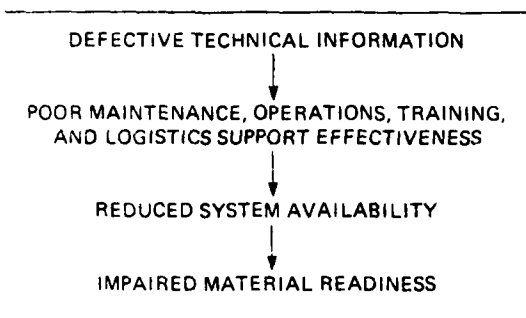 DEFECTIVE TECHNICAL INFORMATION
POOR MAINTENANCE, OPERATIONS, TRAINING,
AND LOGISTICS SUPPORT EFFECTIVENESS
REDUCED SYSTEM AVAILABILITY
IMPAIRED MATERIAL READINESS